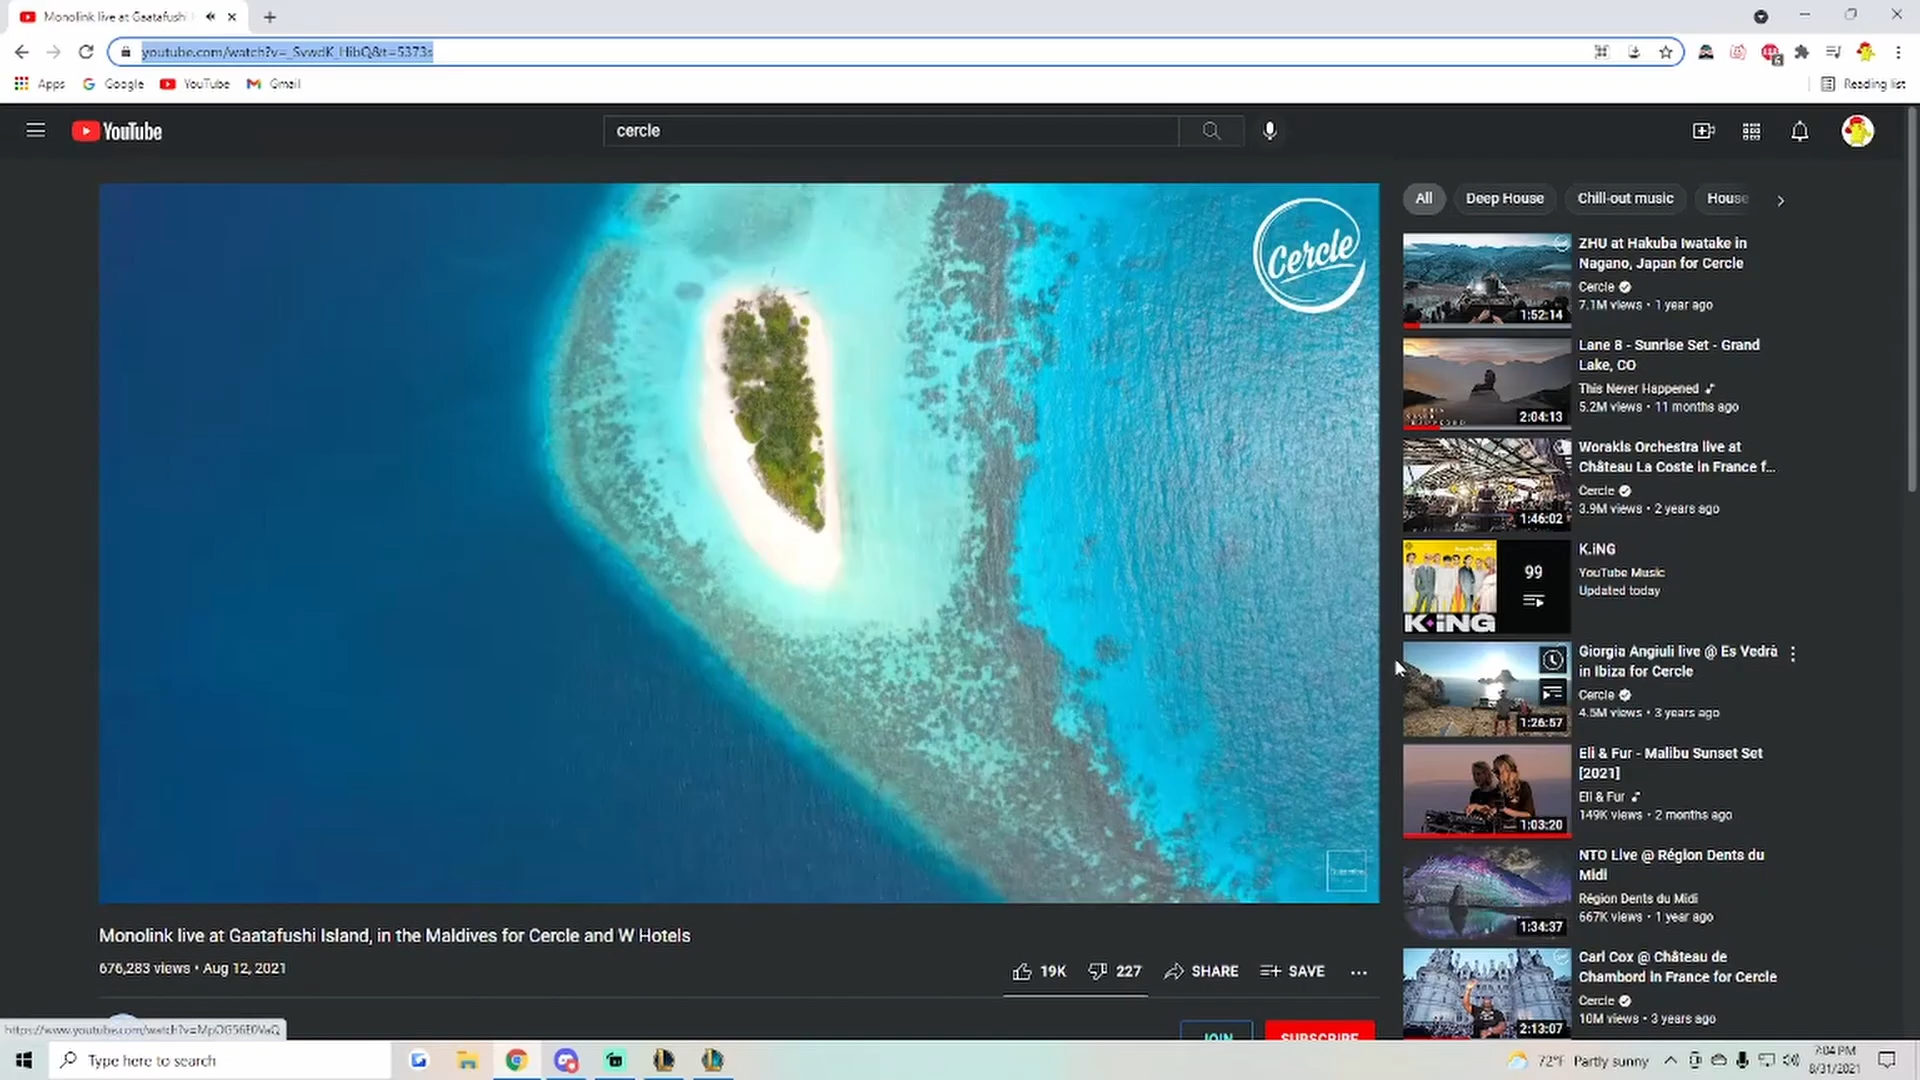 Monolink live at Gaatafushi
youtube.com/watch?v=_SvwdK_HibQ&t=5373s
Apps
Google
YouTube
Gmail
Reading list
YouTube
cercle
Cercle
Monolink live at Gaatafushi Island, in the Maldives for Cercle and W Hotels
676,283 views • Aug 12, 2021
19K
227
SHARE
SAVE
JOIN
SUBSCRIBE
All
Deep House
Chill-out music
House
ZHU at Hakuba Iwatake in
Nagano, Japan for Cercle
Cercle
7.1M views • 1 year ago
1:52:14
Lane 8 - Sunrise Set - Grand
Lake, CO
This Never Happened
5.2M views • 11 months ago
2:04:13
Worakls Orchestra live at
Château La Coste in France f...
Cercle
3.9M views • 2 years ago
1:46:02
K.ING
YouTube Music
Updated today
99
K·ING
Giorgia Angiuli live @ Es Vedrà
in Ibiza for Cercle
Cercle
4.5M views • 3 years ago
1:26:57
Eli & Fur - Malibu Sunset Set
[2021]
Eli & Fur
149K views • 2 months ago
1:03:20
NTO Live @ Région Dents du
Midi
Région Dents du Midi
667K views • 1 year ago
1:34:37
Carl Cox @ Château de
Chambord in France for Cercle
Cercle
10M views • 3 years ago
2:13:07
https://www.youtube.com/watch?v=MpOG56E0VaQ
Type here to search
72°F Partly sunny
7:04 PM
8/31/2021